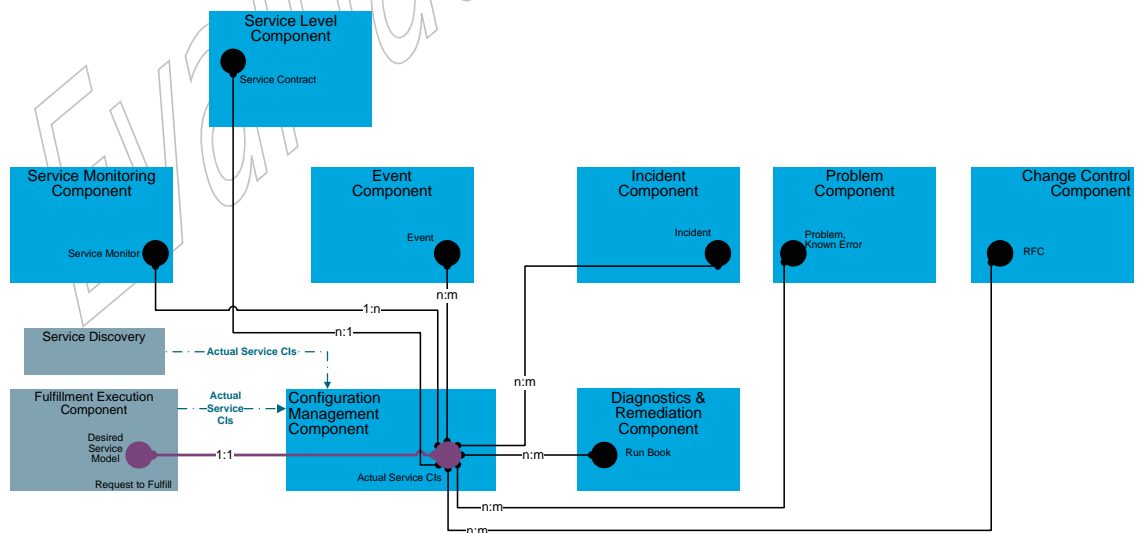 Service Level
Component
Service Contract
Service Monitoring
Component
Service Monitor
Event
Component
Event
Incident
Component
Incident
Problem
Component
Problem,
Known Error
Change Control
Component
RFC
n:m
1:n
n:1
Service Discovery
Actual Service CIs
n:m
Fulfillment Execution
Component
Actual
Service
CIs
Desired
Service
Model
Request to Fulfill
1:1
Configuration
Management
Component
Actual Service CIs
n:m
Diagnostics &
Remediation
Component
Run Book
n:m
n:m